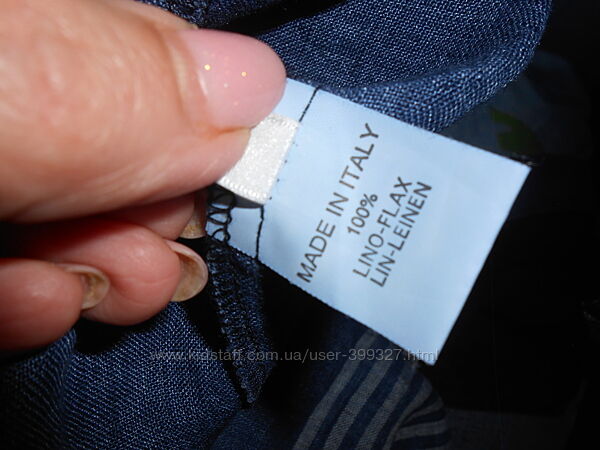 MADE IN ITALY
100%
LINO-FLAX
LIN-LEINEN
www.kidstaff.com.ua/user-399327.html